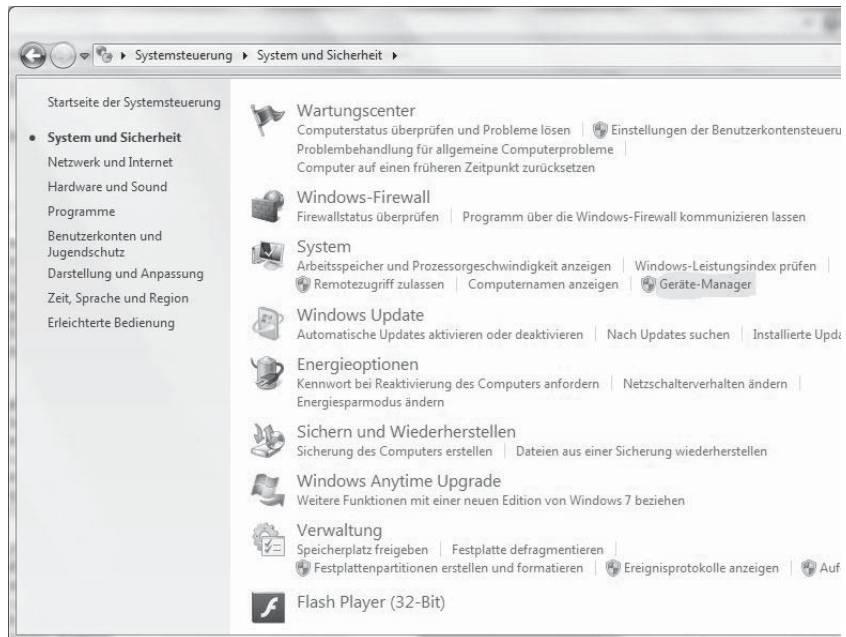 Systemsteuerung System und Sicherheit
Startseite der Systemsteuerung
System und Sicherheit
Netzwerk und Internet
Hardware und Sound
Programme
Benutzerkonten und
Jugendschutz
Darstellung und Anpassung
Zeit, Sprache und Region
Erleichterte Bedienung
Wartungscenter
Computerstatus überprüfen und Probleme lösen Einstellungen der Benutzerkontensteueru
Problembehandlung für allgemeine Computerprobleme
Computer auf einen früheren Zeitpunkt zurücksetzen
Windows-Firewall
Firewallstatus überprüfen Programm über die Windows-Firewall kommunizieren lassen
System
Arbeitsspeicher und Prozessorgeschwindigkeit anzeigen Windows-Leistungsindex prüfen
Remotezugriff zulassen Computernamen anzeigen Geräte-Manager
Windows Update
Automatische Updates aktivieren oder deaktivieren Nach Updates suchen Installierte Upda
Energieoptionen
Kennwort bei Reaktivierung des Computers anfordern Netzschalterverhalten ändern
Energiesparmodus ändern
Sichern und Wiederherstellen
Sicherung des Computers erstellen Dateien aus einer Sicherung wiederherstellen
Windows Anytime Upgrade
Weitere Funktionen mit einer neuen Edition von Windows 7 beziehen
Verwaltung
Speicherplatz freigeben Festplatte defragmentieren
Festplattenpartitionen erstellen und formatieren Ereignisprotokolle anzeigen Auf
Flash Player (32-Bit)